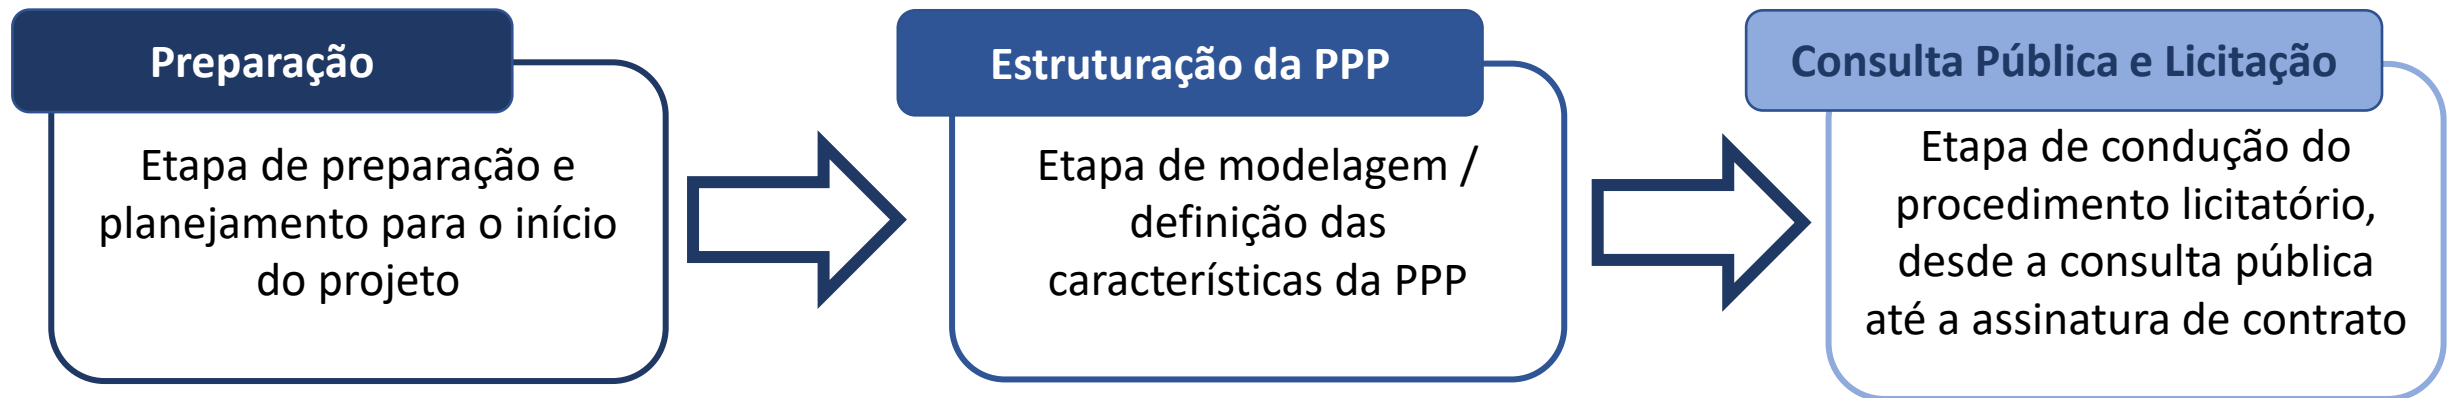 Preparação
Etapa de preparação e
planejamento para o início
do projeto
Estruturação da PPP
Etapa de modelagem /
definição das
características da PPP
Consulta Pública e Licitação
Etapa de condução do
procedimento licitatório,
desde a consulta pública
até a assinatura de contrato